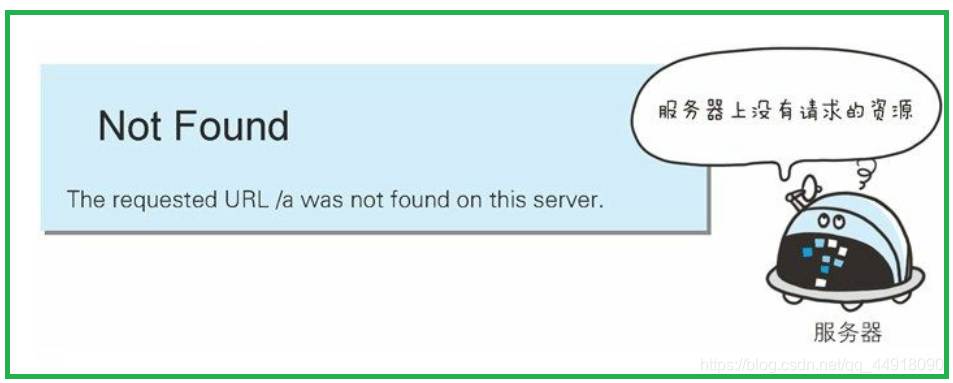 Not Found
服务器上没有请求的资源
The requested URL /a was not found on this server.
服务器
https://blog.csdn.net/qq_44918090